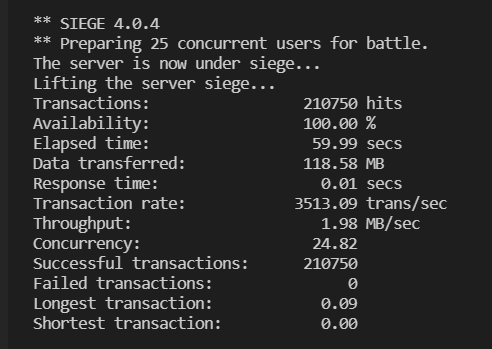 ** SIEGE 4.0.4
** Preparing 25 concurrent users for battle.
The server is now under siege...
Lifting the server siege...
Transactions: 210750 hits
Availability: 100.00 %
Elapsed time: 59.99 secs
Data transferred: 118.58 MB
Response time: 0.01 secs
Transaction rate: 3513.09 trans/sec
Throughput: 1.98 MB/sec
Concurrency: 24.82
Successful transactions: 210750
Failed transactions: 0
Longest transaction: 0.09
Shortest transaction: 0.00